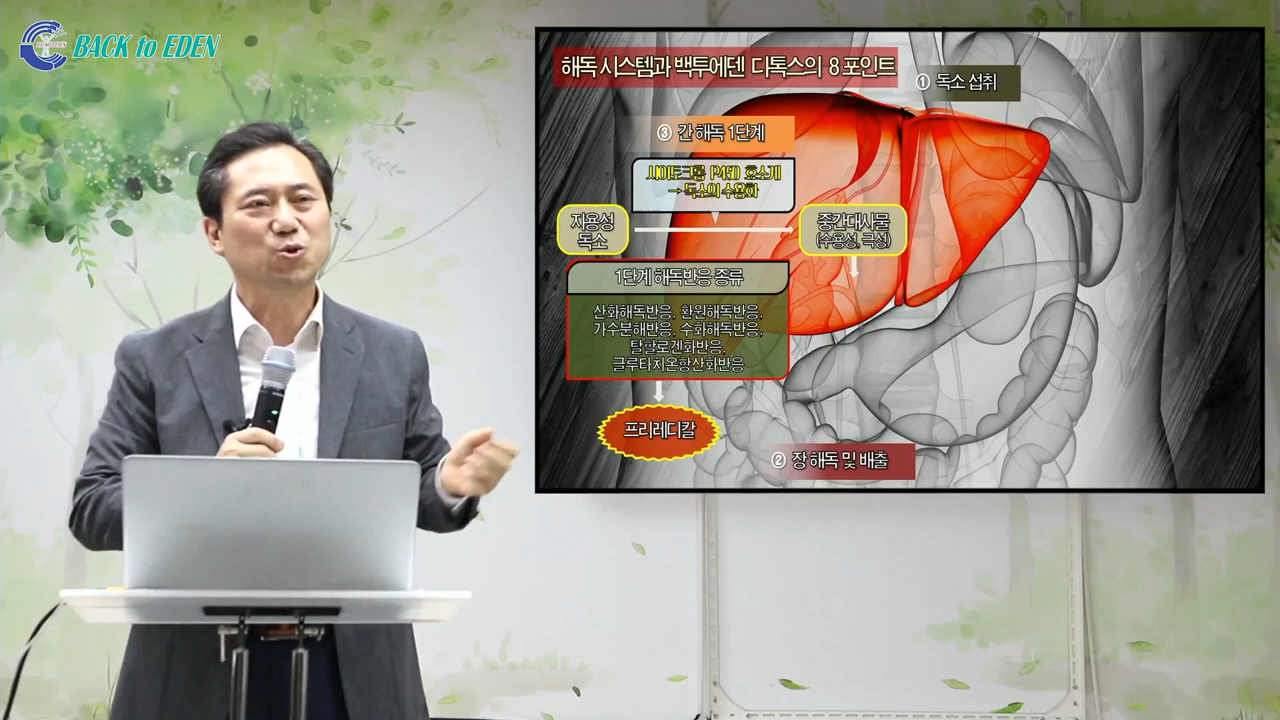 BACK to EDEN
해독 시스템과 백투에덴 디톡스의 8 포인트
① 독소 섭취
③ 간 해독 1단계
사이토크롬 P450 효소계
→ 독소의 수용화
지용성
독소
중간대사물
(수용성, 극성)
1단계 해독반응 종류
산화해독반응, 환원해독반응,
가수분해반응, 수화해독반응,
탈할로겐화반응,
글루타치온항산화반응
프리레디칼
② 장 해독 및 배출